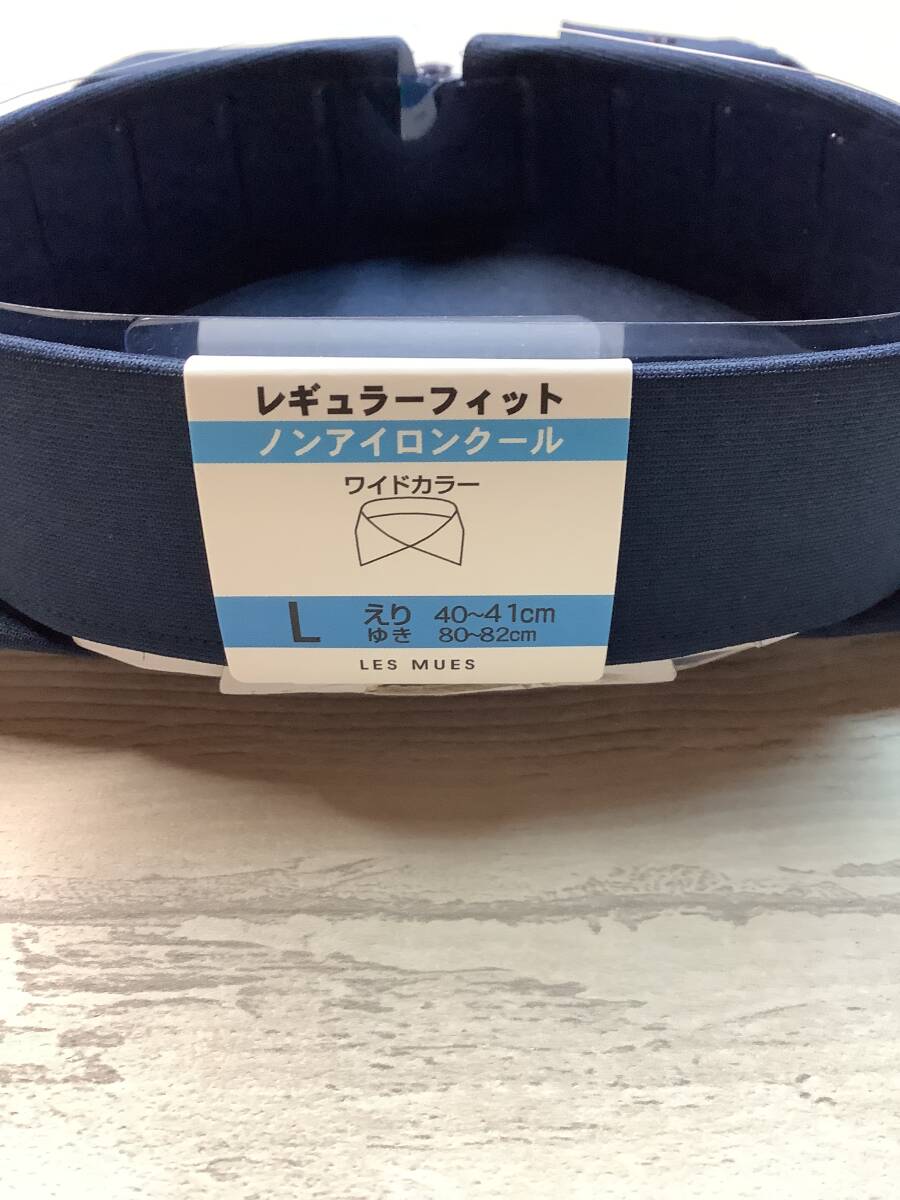 レギュラーフィット
ノンアイロンクール
ワイドカラー
L えり 40~41cm
ゆき 80~82cm
LES MUES